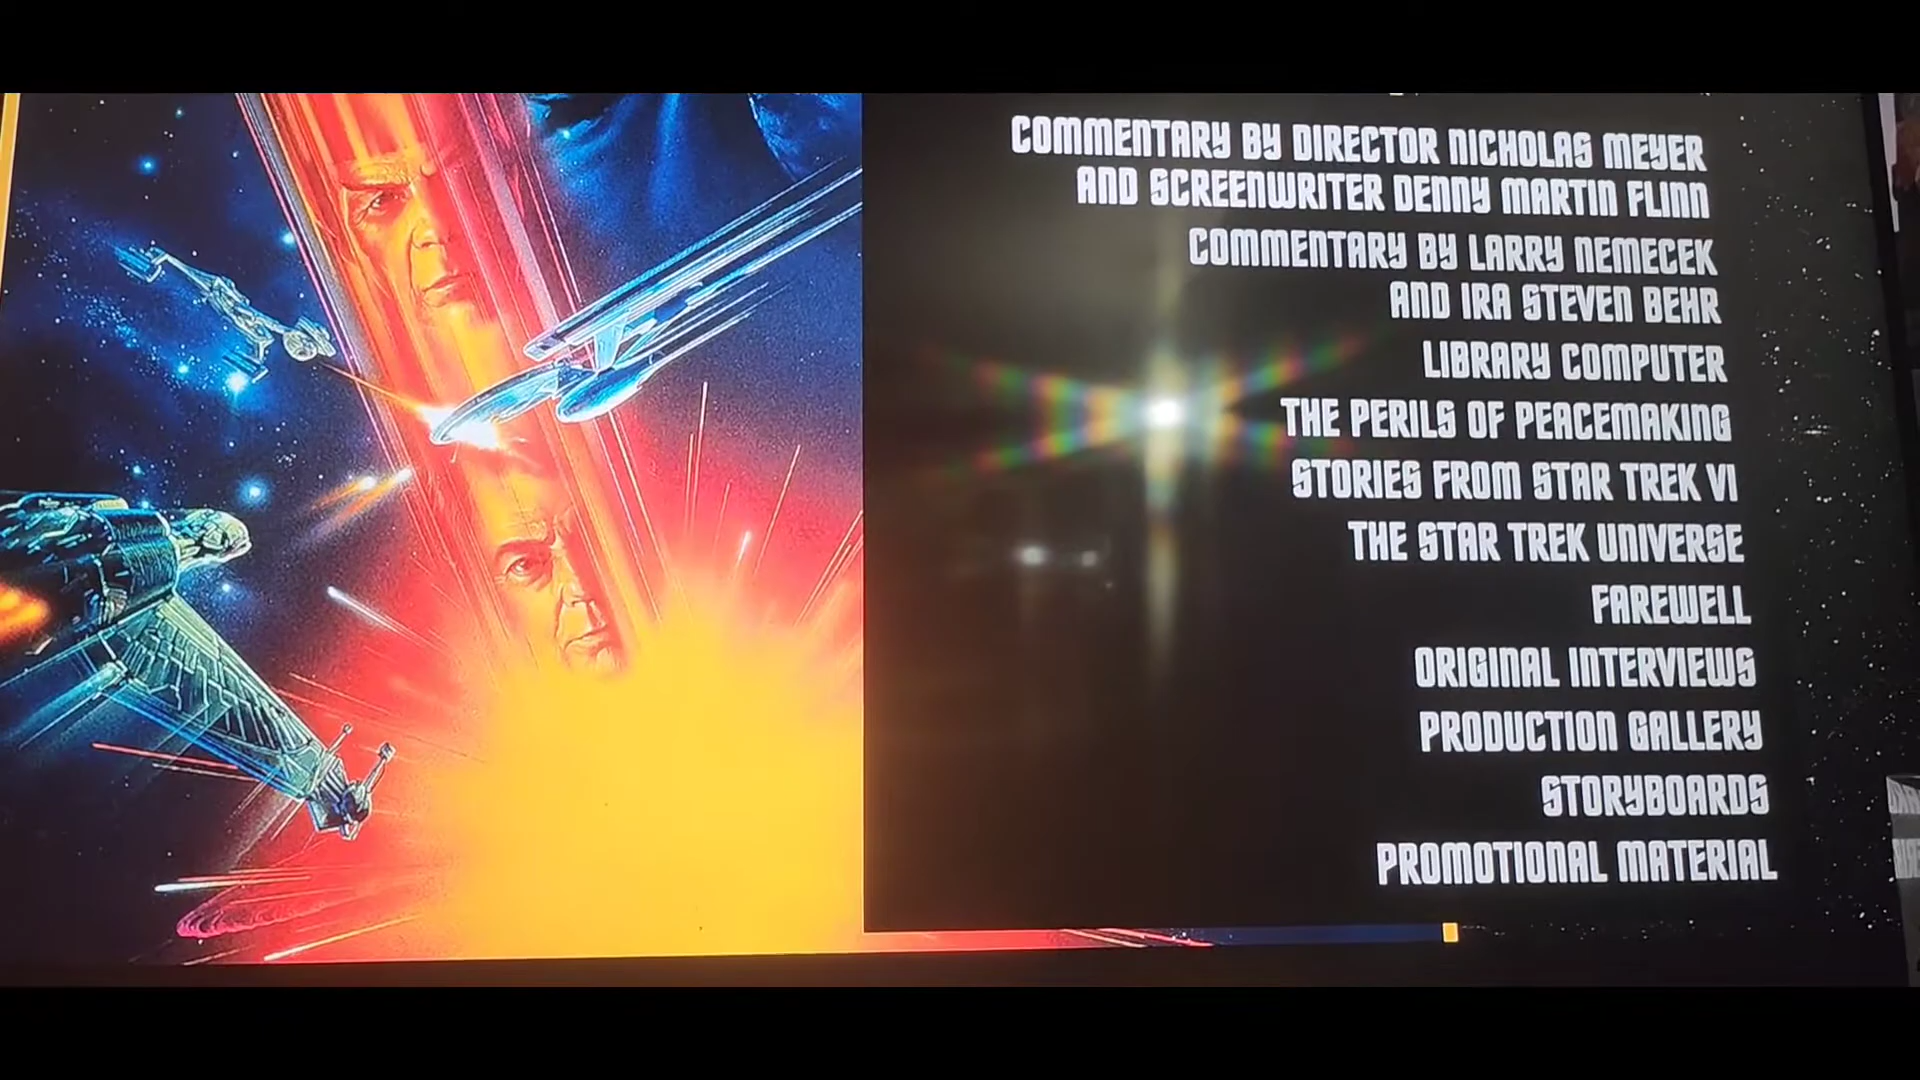 COMMENTARY BY DIRECTOR NICHOLAS MEYER
AND SCREENWRITER DENNY MARTIN FLINN
COMMENTARY BY LARRY NEMECEK
AND IRA STEVEN BEHR
LIBRARY COMPUTER
THE PERILS OF PEACEMAKING
STORIES FROM STAR TREK VI
THE STAR TREK UNIVERSE
FAREWELL
ORIGINAL INTERVIEWS
PRODUCTION GALLERY
STORYBOARDS
PROMOTIONAL MATERIAL